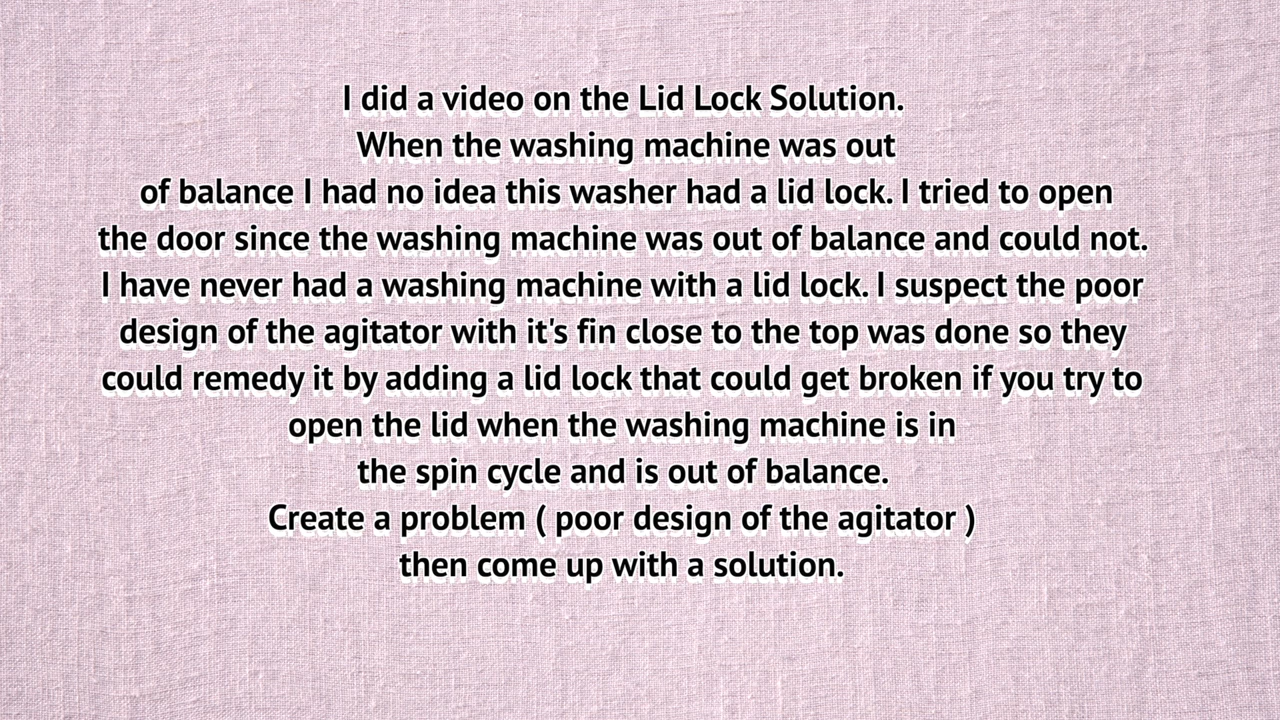 I did a video on the Lid Lock Solution.
When the washing machine was out
of balance I had no idea this washer had a lid lock. I tried to open
the door since the washing machine was out of balance and could not.
I have never had a washing machine with a lid lock. I suspect the poor
design of the agitator with it's fin close to the top was done so they
could remedy it by adding a lid lock that could get broken if you try to
open the lid when the washing machine is in
the spin cycle and is out of balance.
Create a problem ( poor design of the agitator )
then come up with a solution.